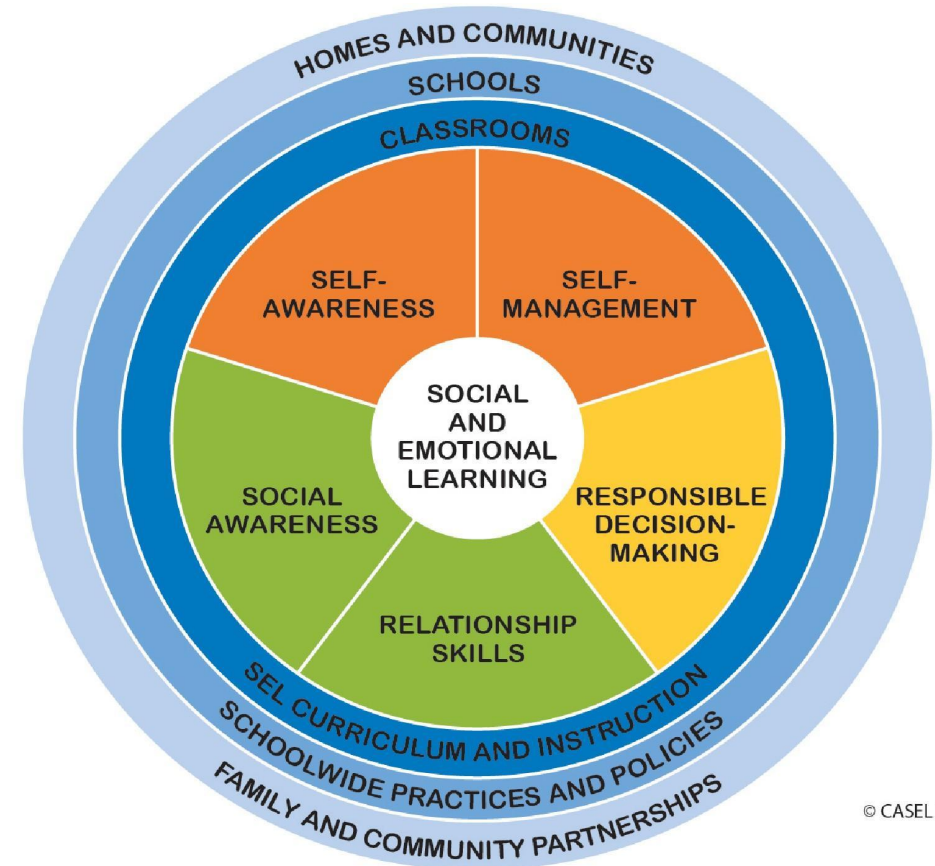 HOMES AND COMMUNITIES
SCHOOLS
CLASSROOMS
SELF-
AWARENESS
SELF-
MANAGEMENT
SOCIAL
AND
EMOTIONAL
LEARNING
SOCIAL
AWARENESS
RESPONSIBLE
DECISION-
MAKING
RELATIONSHIP
SKILLS
SEL CURRICULUM AND INSTRUCTION
SCHOOLWIDE PRACTICES AND POLICIES
FAMILY AND COMMUNITY PARTNERSHIPS
© CASEL